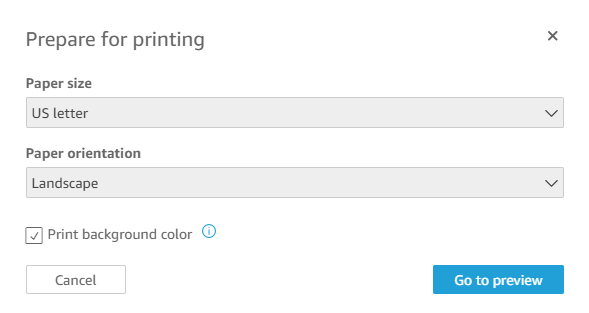 Prepare for printing
Paper size
US letter
Paper orientation
Landscape
Print background color
Cancel
Go to preview